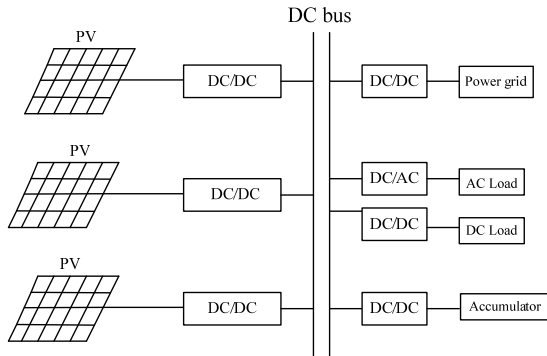 DC bus
PV
DC/DC
DC/DC
Power grid
PV
DC/DC
DC/AC
AC Load
DC/DC
DC Load
PV
DC/DC
DC/DC
Accumulator